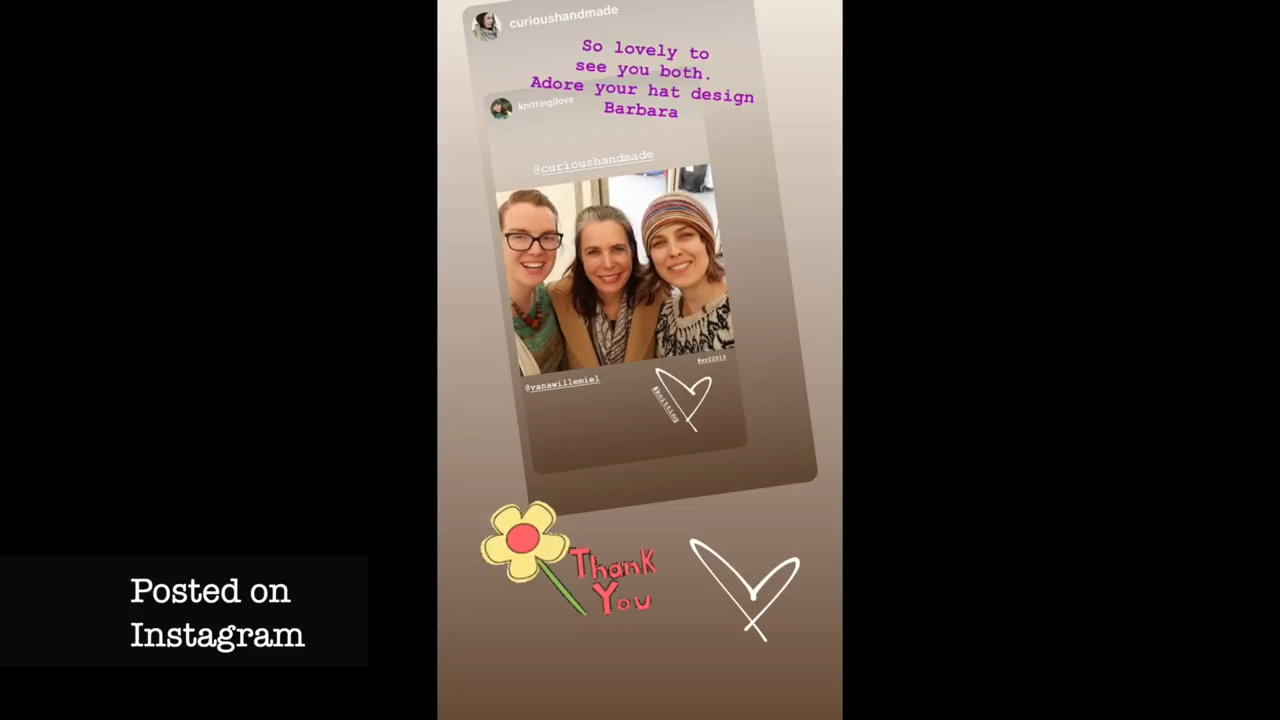 curioushandmade
So lovely to
see you both.
Adore your hat design
Barbara
knittingilove
@curioushandmade
@yanawillemiel
#knitting
Thank
You
Posted on
Instagram